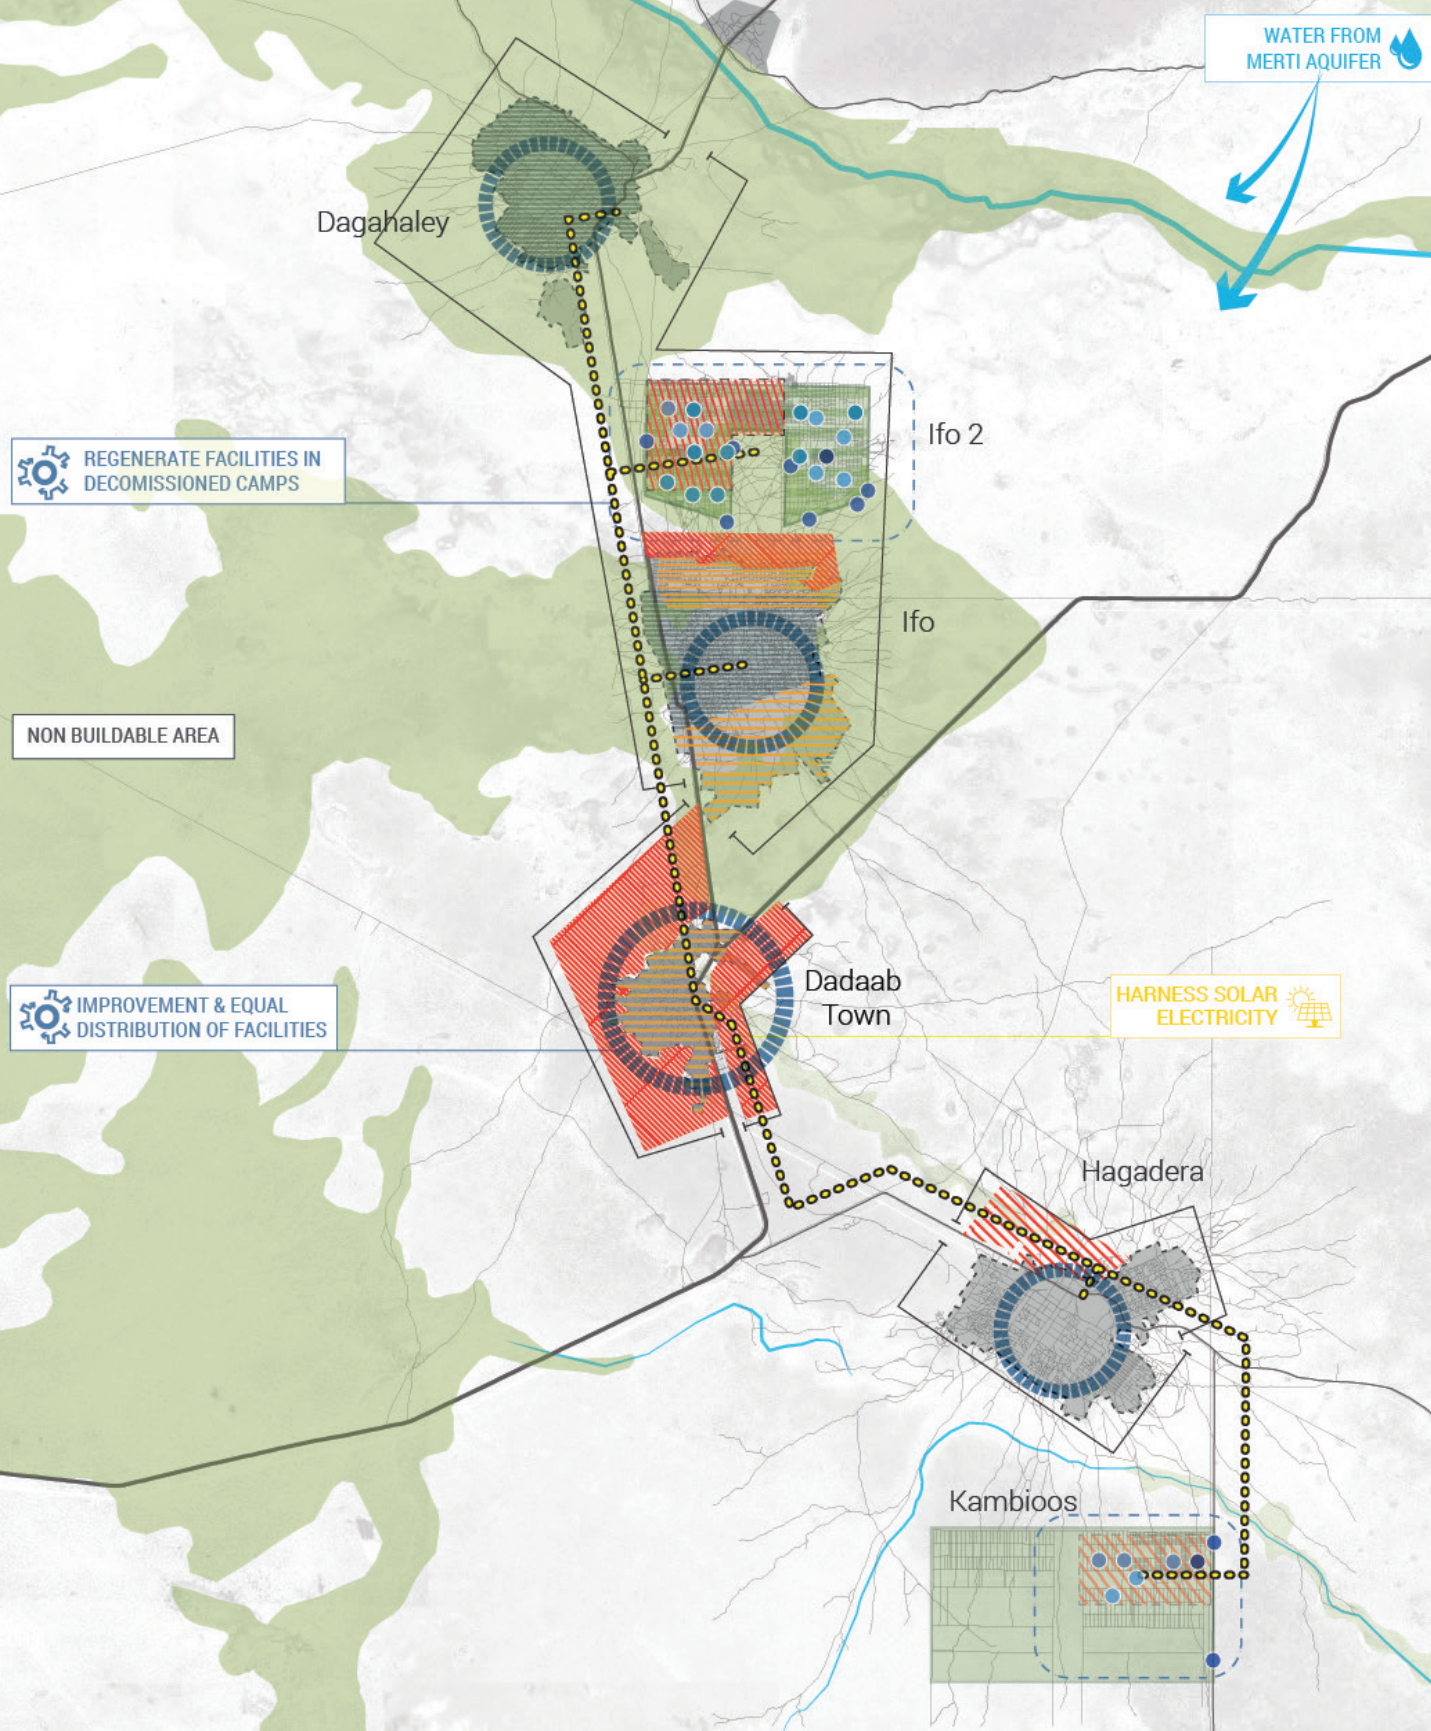 WATER FROM
MERTI AQUIFER
Dagahaley
Ifo 2
REGENERATE FACILITIES IN
DECOMISSIONED CAMPS
Ifo
NON BUILDABLE AREA
Dadaab
Town
HARNESS SOLAR
ELECTRICITY
IMPROVEMENT & EQUAL
DISTRIBUTION OF FACILITIES
Hagadera
Kambioos